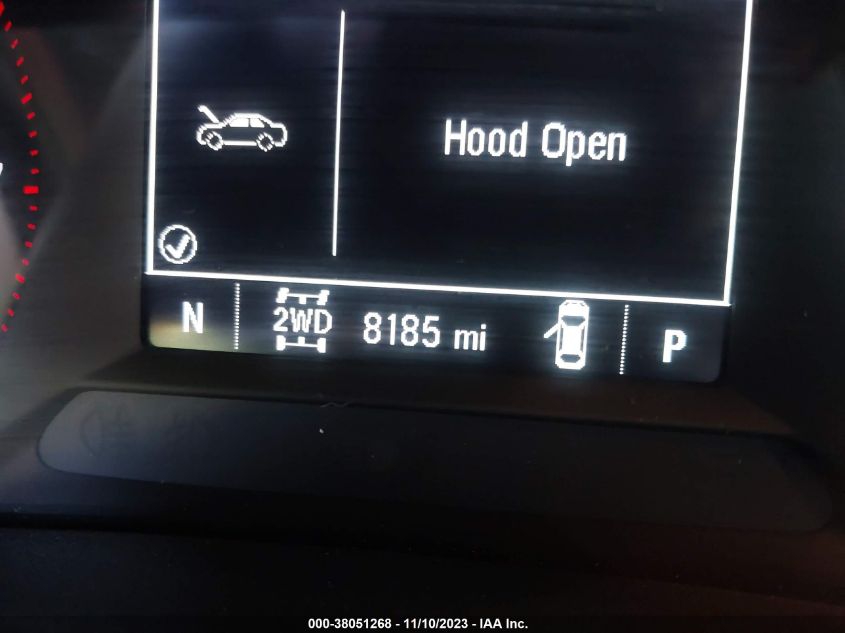 Hood Open
N 2WD 8185 mi P
000-38051268 - 11/10/2023 - IAA Inc.